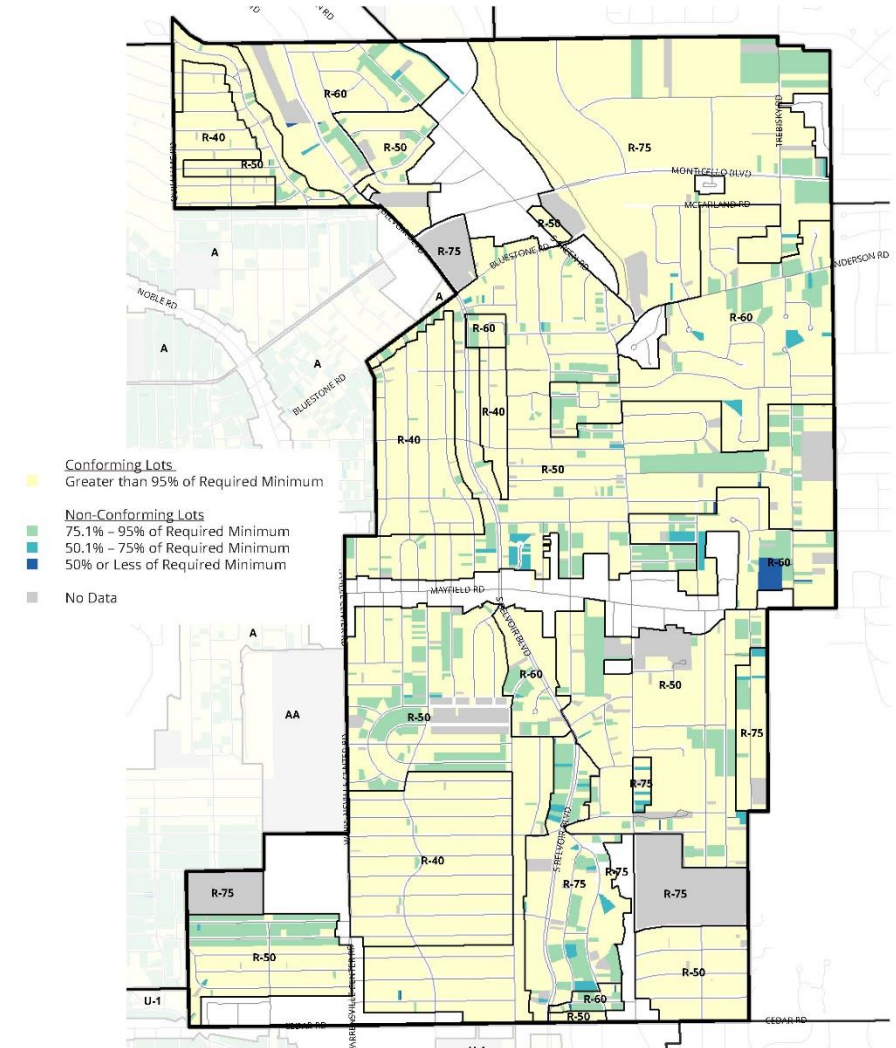 R-60
R-40
R-50
R-50
R-75
TREBISKY RD
MONTICELLO BLVD
MCFARLAND RD
R-50
R-75
BLUESTONE RD
ANDERSON RD
A
NOBLE RD
A
R-60
R-60
A
A
BLUESTONE RD
R-40
R-40
R-50
Conforming Lots
Greater than 95% of Required Minimum
Non-Conforming Lots
75.1% – 95% of Required Minimum
50.1% – 75% of Required Minimum
50% or Less of Required Minimum
No Data
R-60
MAYFIELD RD
S BELVOIR BLVD
A
R-60
R-50
AA
R-50
R-75
R-75
R-40
S BELVOIR BLVD
R-75
R-75
R-75
R-75
R-50
R-50
U-1
R-60
R-50
CEDAR RD
WARRENSVILLE CENTER RD
CEDAR RD